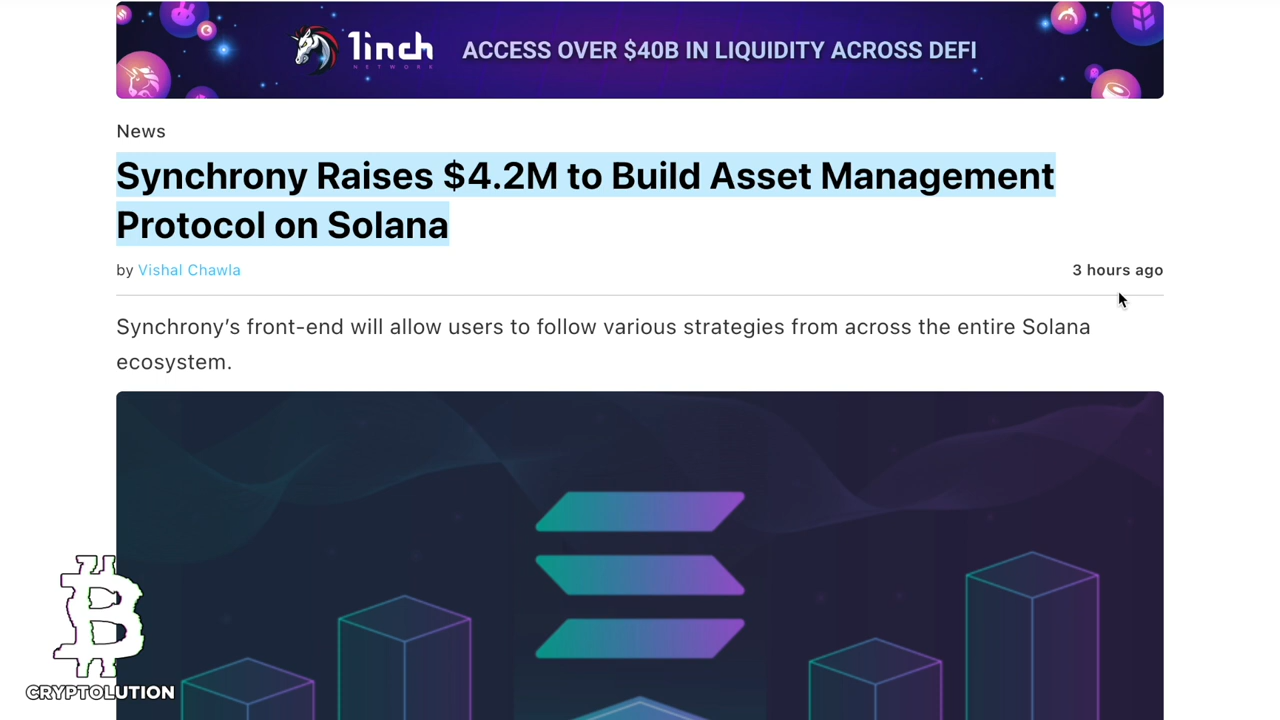 1inch
NETWORK
ACCESS OVER $40B IN LIQUIDITY ACROSS DEFI
News
Synchrony Raises $4.2M to Build Asset Management
Protocol on Solana
by Vishal Chawla
3 hours ago
Synchrony’s front-end will allow users to follow various strategies from across the entire Solana
ecosystem.
CRYPTOLUTION